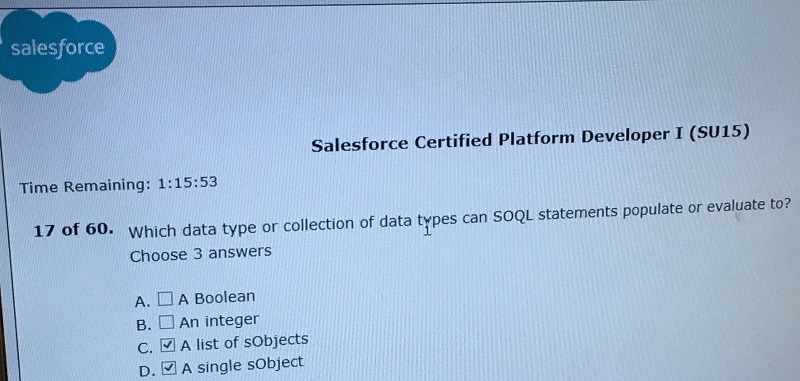 salesforce
Salesforce Certified Platform Developer I (SU15)
Time Remaining: 1:15:53
17 of 60. Which data type or collection of data types can SOQL statements populate or evaluate to?
Choose 3 answers
A. A Boolean
B. An integer
C. A list of sObjects
D. A single sObject